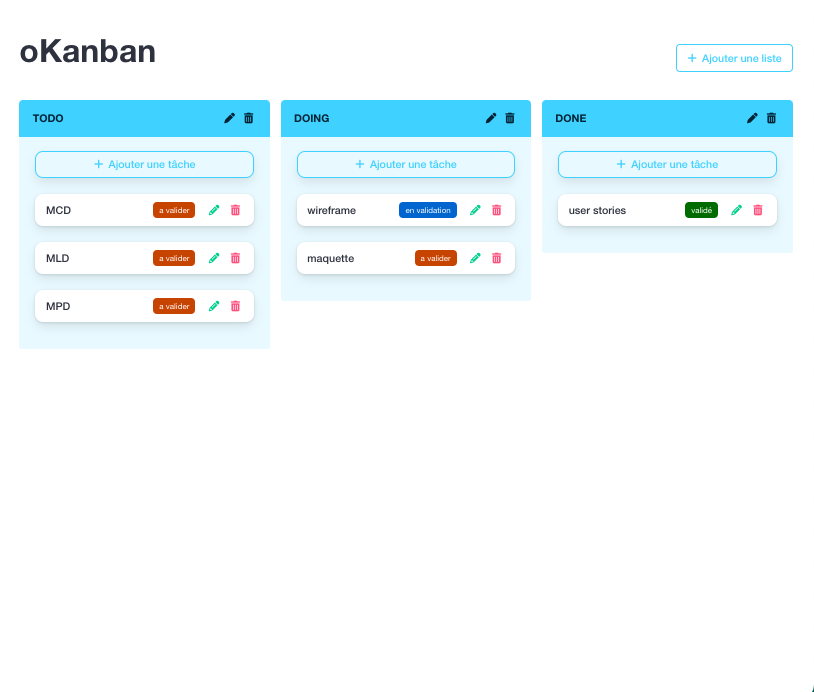 oKanban
+ Ajouter une liste
TODO
+ Ajouter une tâche
MCD a valider
MLD a valider
MPD a valider
DOING
+ Ajouter une tâche
wireframe en validation
maquette a valider
DONE
+ Ajouter une tâche
user stories validé